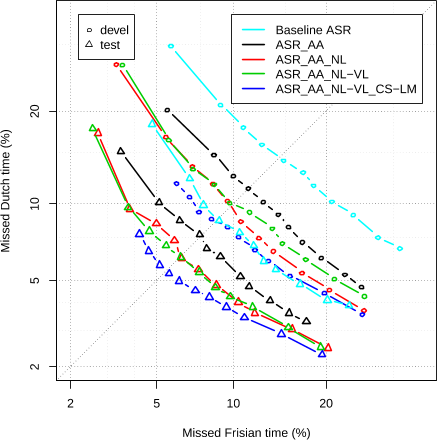 devel
test
Baseline ASR
ASR_AA
ASR_AA_NL
ASR_AA_NL−VL
ASR_AA_NL−VL_CS−LM
Missed Dutch time (%)
20
10
5
2
2
5
10
20
Missed Frisian time (%)